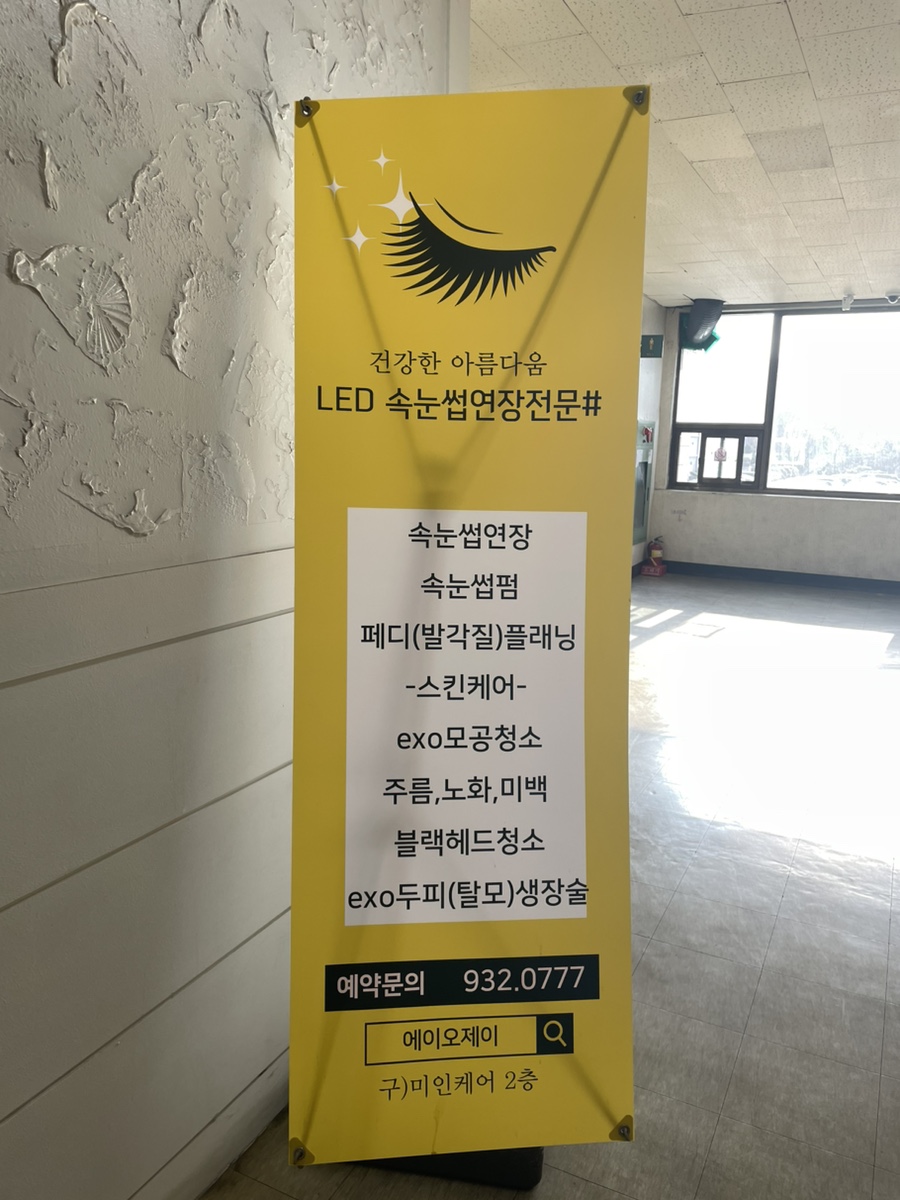 건강한 아름다움
LED 속눈썹연장전문#
속눈썹연장
속눈썹펌
페디(발각질)플래닝
-스킨케어-
exo모공청소
주름,노화,미백
블랙헤드청소
exo두피(탈모)생장술
예약문의 932.0777
에이오제이
구)미인케어 2층